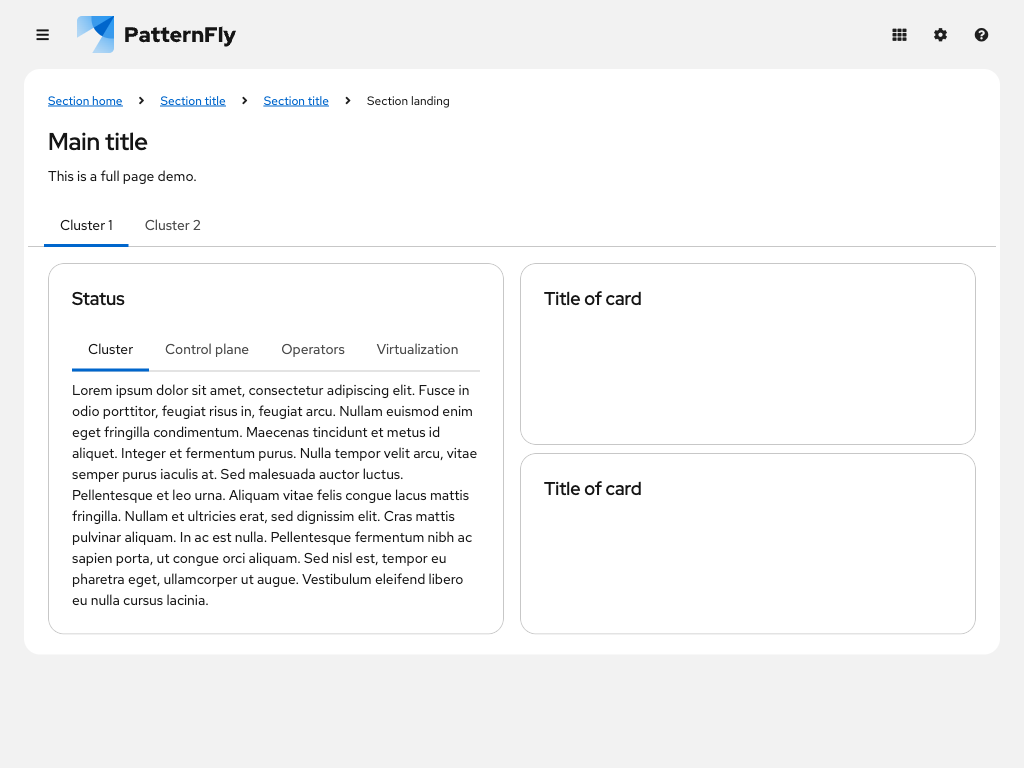 PatternFly
Section home
Section title
Section title
Section landing
Main title
This is a full page demo.
Cluster 1
Cluster 2
Status
Cluster
Control plane
Operators
Virtualization
Lorem ipsum dolor sit amet, consectetur adipiscing elit. Fusce in
odio porttitor, feugiat risus in, feugiat arcu. Nullam euismod enim
eget fringilla condimentum. Maecenas tincidunt et metus id
aliquet. Integer et fermentum purus. Nulla tempor velit arcu, vitae
semper purus iaculis at. Sed malesuada auctor luctus.
Pellentesque et leo urna. Aliquam vitae felis congue lacus mattis
fringilla. Nullam et ultricies erat, sed dignissim elit. Cras mattis
pulvinar aliquam. In ac est nulla. Pellentesque fermentum nibh ac
sapien porta, ut congue orci aliquam. Sed nisl est, tempor eu
pharetra eget, ullamcorper ut augue. Vestibulum eleifend libero
eu nulla cursus lacinia.
Title of card
Title of card